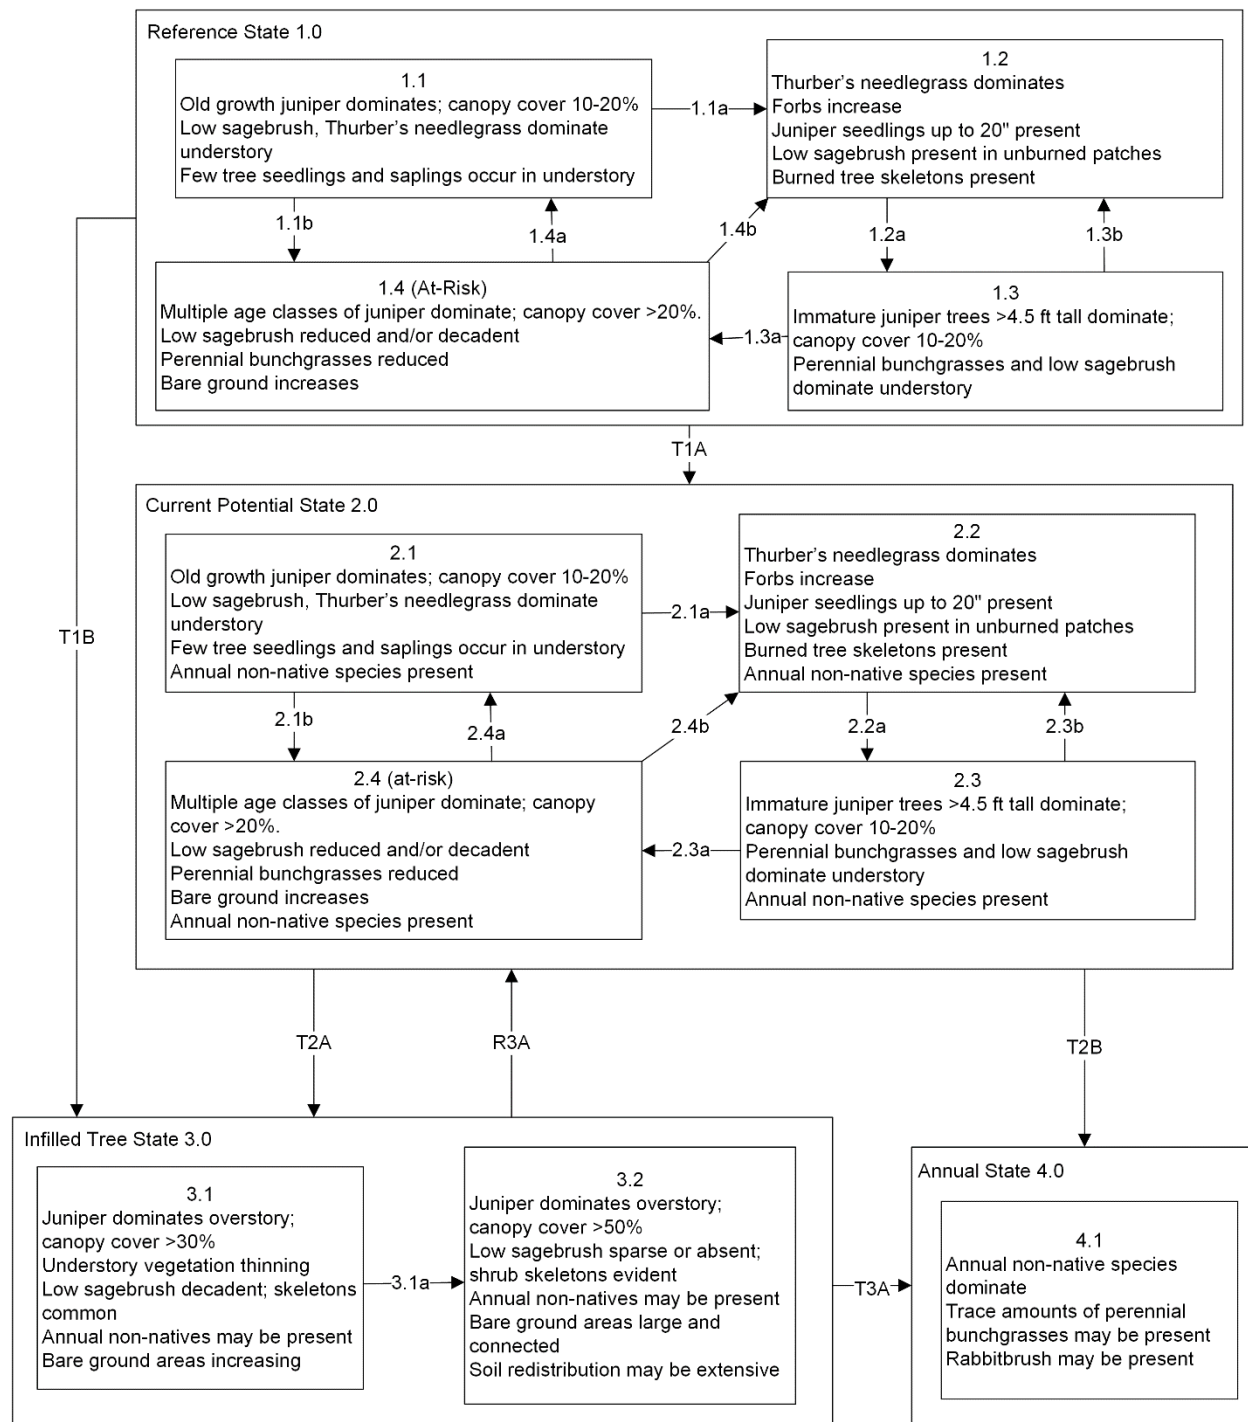 Reference State 1.0
1.1
Old growth juniper dominates; canopy cover 10-20%
Low sagebrush, Thurber's needlegrass dominate
understory
Few tree seedlings and saplings occur in understory
1.1a
1.2
Thurber's needlegrass dominates
Forbs increase
Juniper seedlings up to 20" present
Low sagebrush present in unburned patches
Burned tree skeletons present
1.1b
1.4a
1.4b
1.2a
1.3b
1.4 (At-Risk)
Multiple age classes of juniper dominate; canopy cover >20%.
Low sagebrush reduced and/or decadent
Perennial bunchgrasses reduced
Bare ground increases
1.3a
1.3
Immature juniper trees >4.5 ft tall dominate;
canopy cover 10-20%
Perennial bunchgrasses and low sagebrush
dominate understory
T1A
T1B
Current Potential State 2.0
2.1
Old growth juniper dominates; canopy cover 10-20%
Low sagebrush, Thurber's needlegrass dominate
understory
Few tree seedlings and saplings occur in understory
Annual non-native species present
2.1a
2.2
Thurber's needlegrass dominates
Forbs increase
Juniper seedlings up to 20" present
Low sagebrush present in unburned patches
Burned tree skeletons present
Annual non-native species present
2.1b
2.4a
2.4b
2.2a
2.3b
2.4 (at-risk)
Multiple age classes of juniper dominate; canopy
cover >20%.
Low sagebrush reduced and/or decadent
Perennial bunchgrasses reduced
Bare ground increases
Annual non-native species present
2.3a
2.3
Immature juniper trees >4.5 ft tall dominate;
canopy cover 10-20%
Perennial bunchgrasses and low sagebrush
dominate understory
Annual non-native species present
T2A
R3A
T2B
Infilled Tree State 3.0
3.1
Juniper dominates overstory;
canopy cover >30%
Understory vegetation thinning
Low sagebrush decadent; skeletons
common
Annual non-natives may be present
Bare ground areas increasing
3.1a
3.2
Juniper dominates overstory;
canopy cover >50%
Low sagebrush sparse or absent;
shrub skeletons evident
Annual non-natives may be present
Bare ground areas large and
connected
Soil redistribution may be extensive
T3A
Annual State 4.0
4.1
Annual non-native species
dominate
Trace amounts of perennial
bunchgrasses may be present
Rabbitbrush may be present